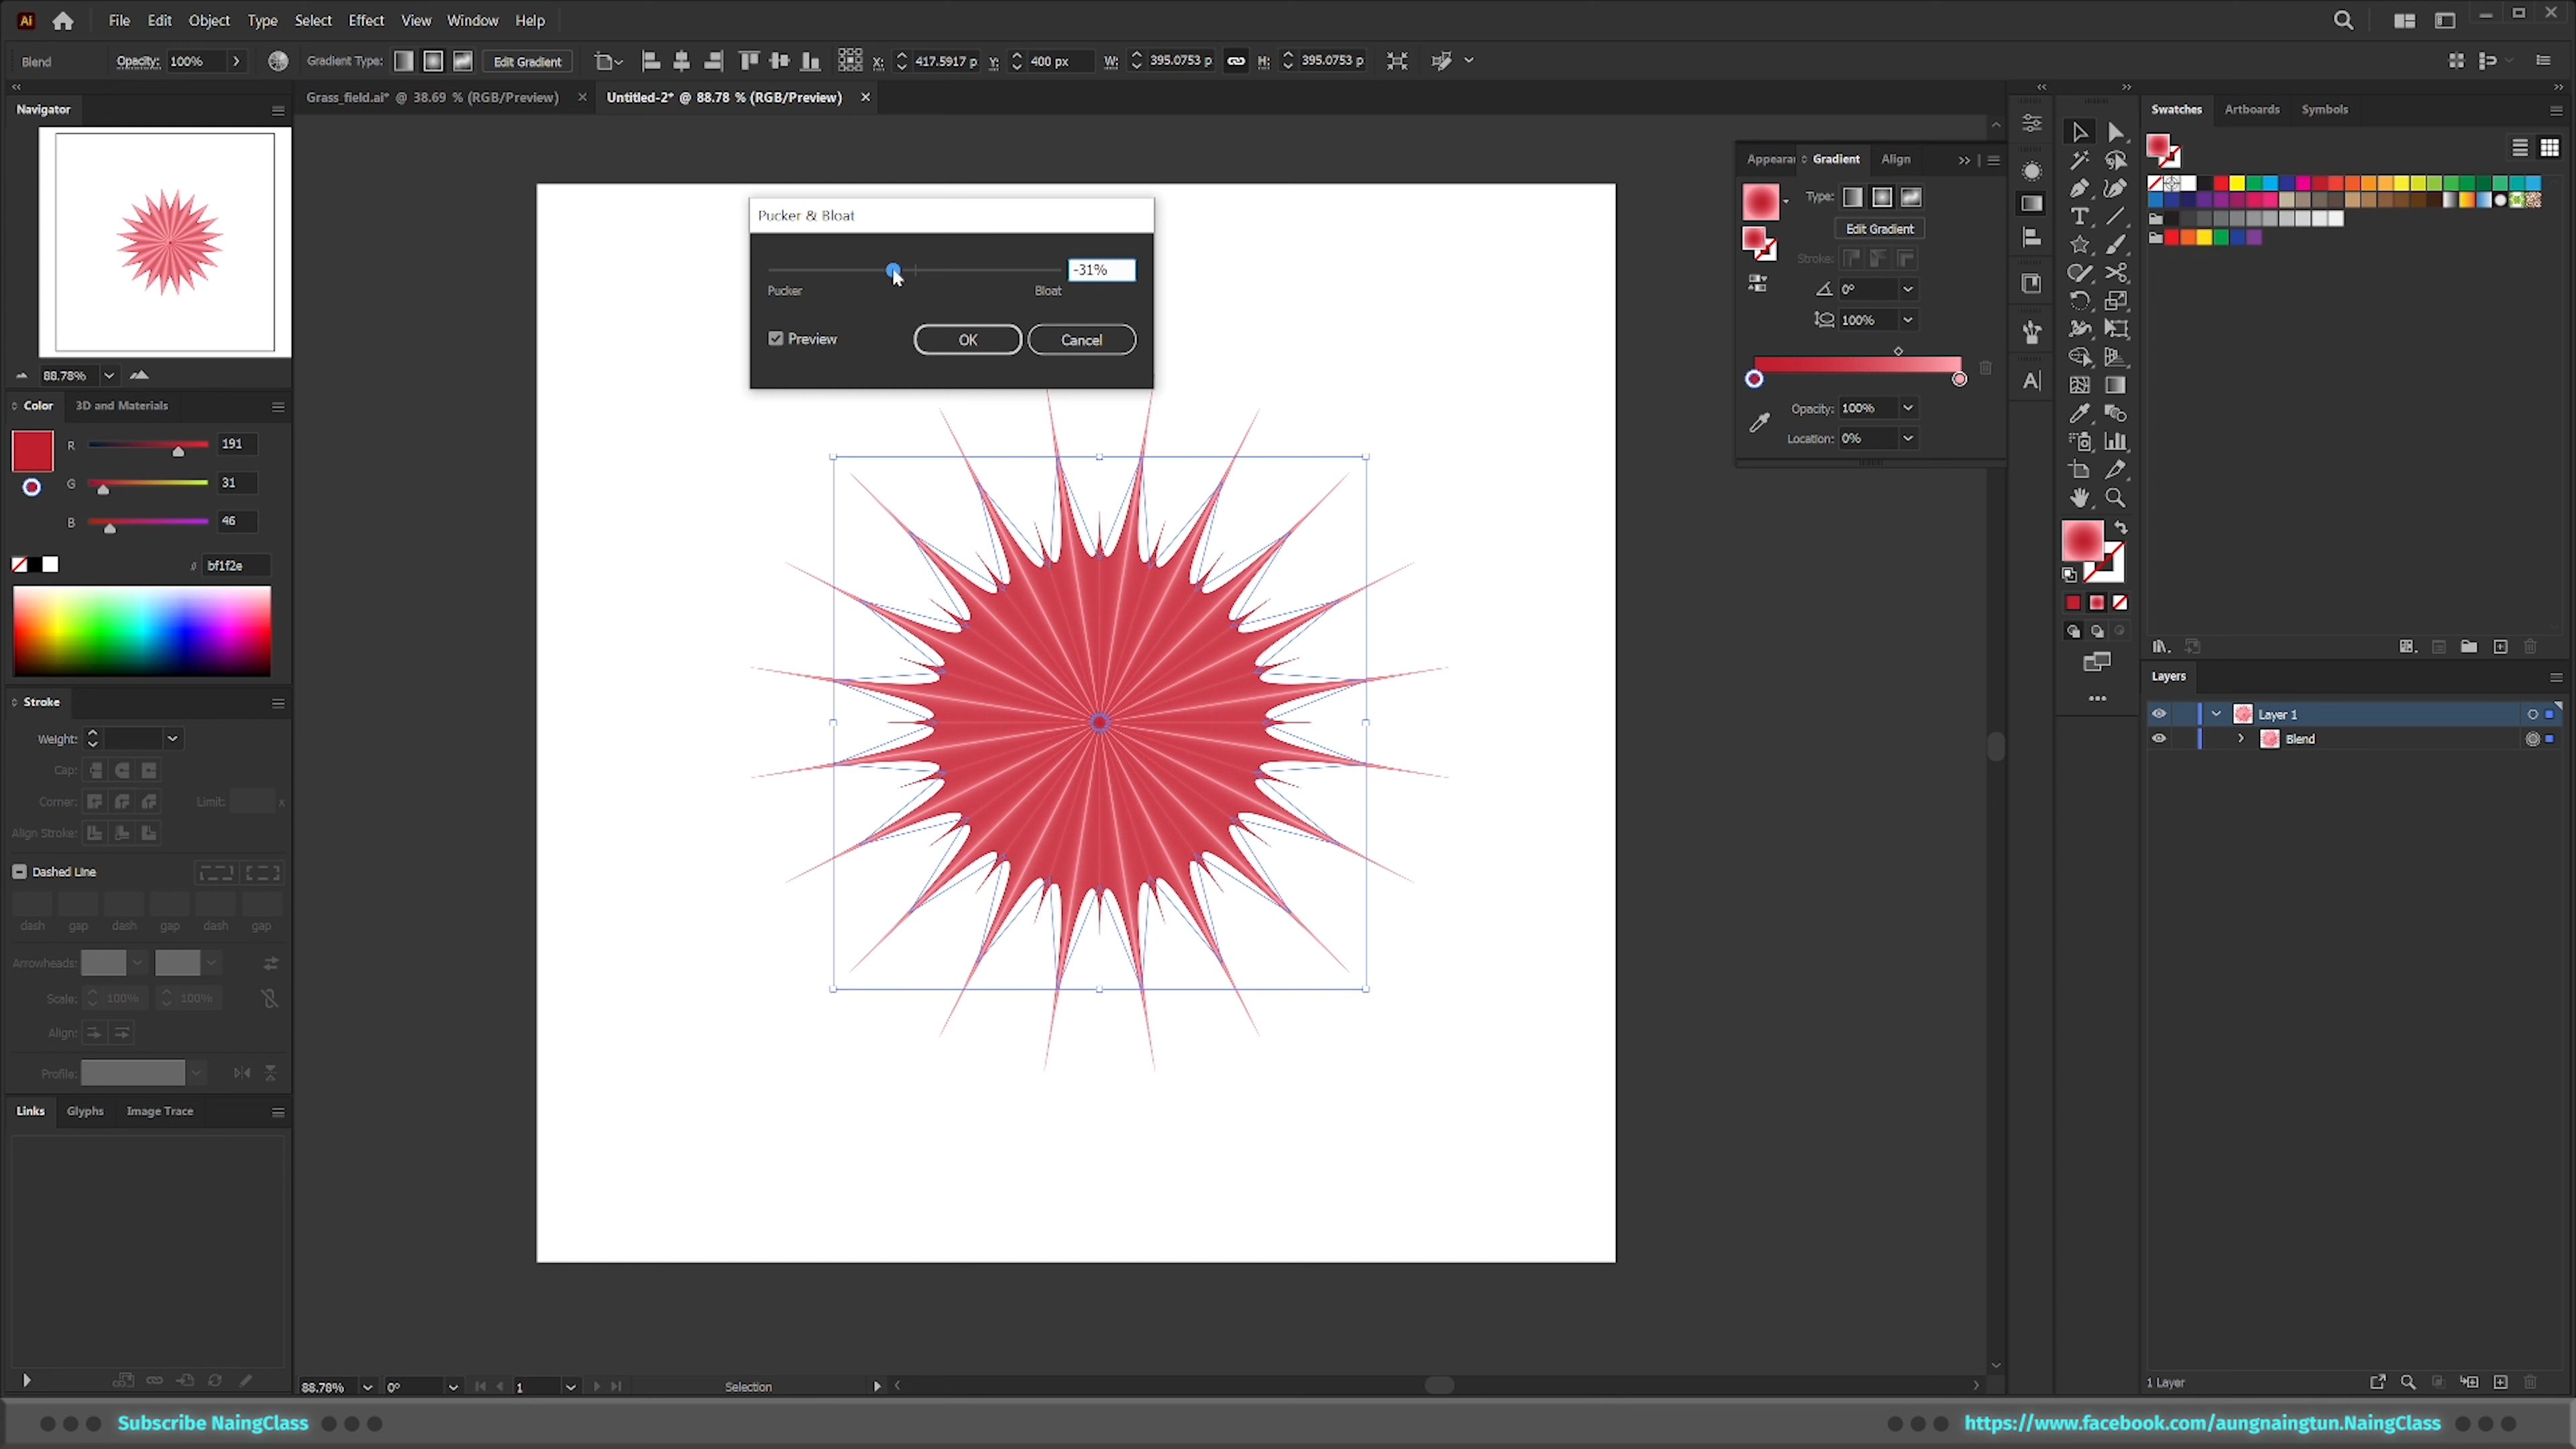 Ai File Edit Object Type Select Effect View Window Help
Blend Opacity: 100% Gradient Type: Edit Gradient X: 417.5917 p Y: 400 px W: 395.0753 p H: 395.0753 p
Grass_field.ai* @ 38.69 % (RGB/Preview) Untitled-2* @ 88.78 % (RGB/Preview)
Navigator
88.78%
Color 3D and Materials
R 191
G 31
B 46
# bf1f2e
Stroke
Weight:
Cap:
Corner: Limit: x
Align Stroke:
Dashed Line
dash gap dash gap dash gap
Arrowheads:
Scale: 100% 100%
Align:
Profile:
Links Glyphs Image Trace
Pucker & Bloat
-31%
Pucker Bloat
Preview OK Cancel
Appearar Gradient Align
Type:
Edit Gradient
Stroke:
0°
100%
Opacity: 100%
Location: 0%
Swatches Artboards Symbols
Layers
Layer 1
Blend
1 Layer
88.78% 0° 1 Selection
Subscribe NaingClass
https://www.facebook.com/aungnaingtun.NaingClass